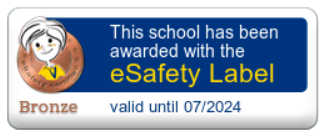 This school has been
awarded with the
eSafety Label
Bronze
valid until 07/2024